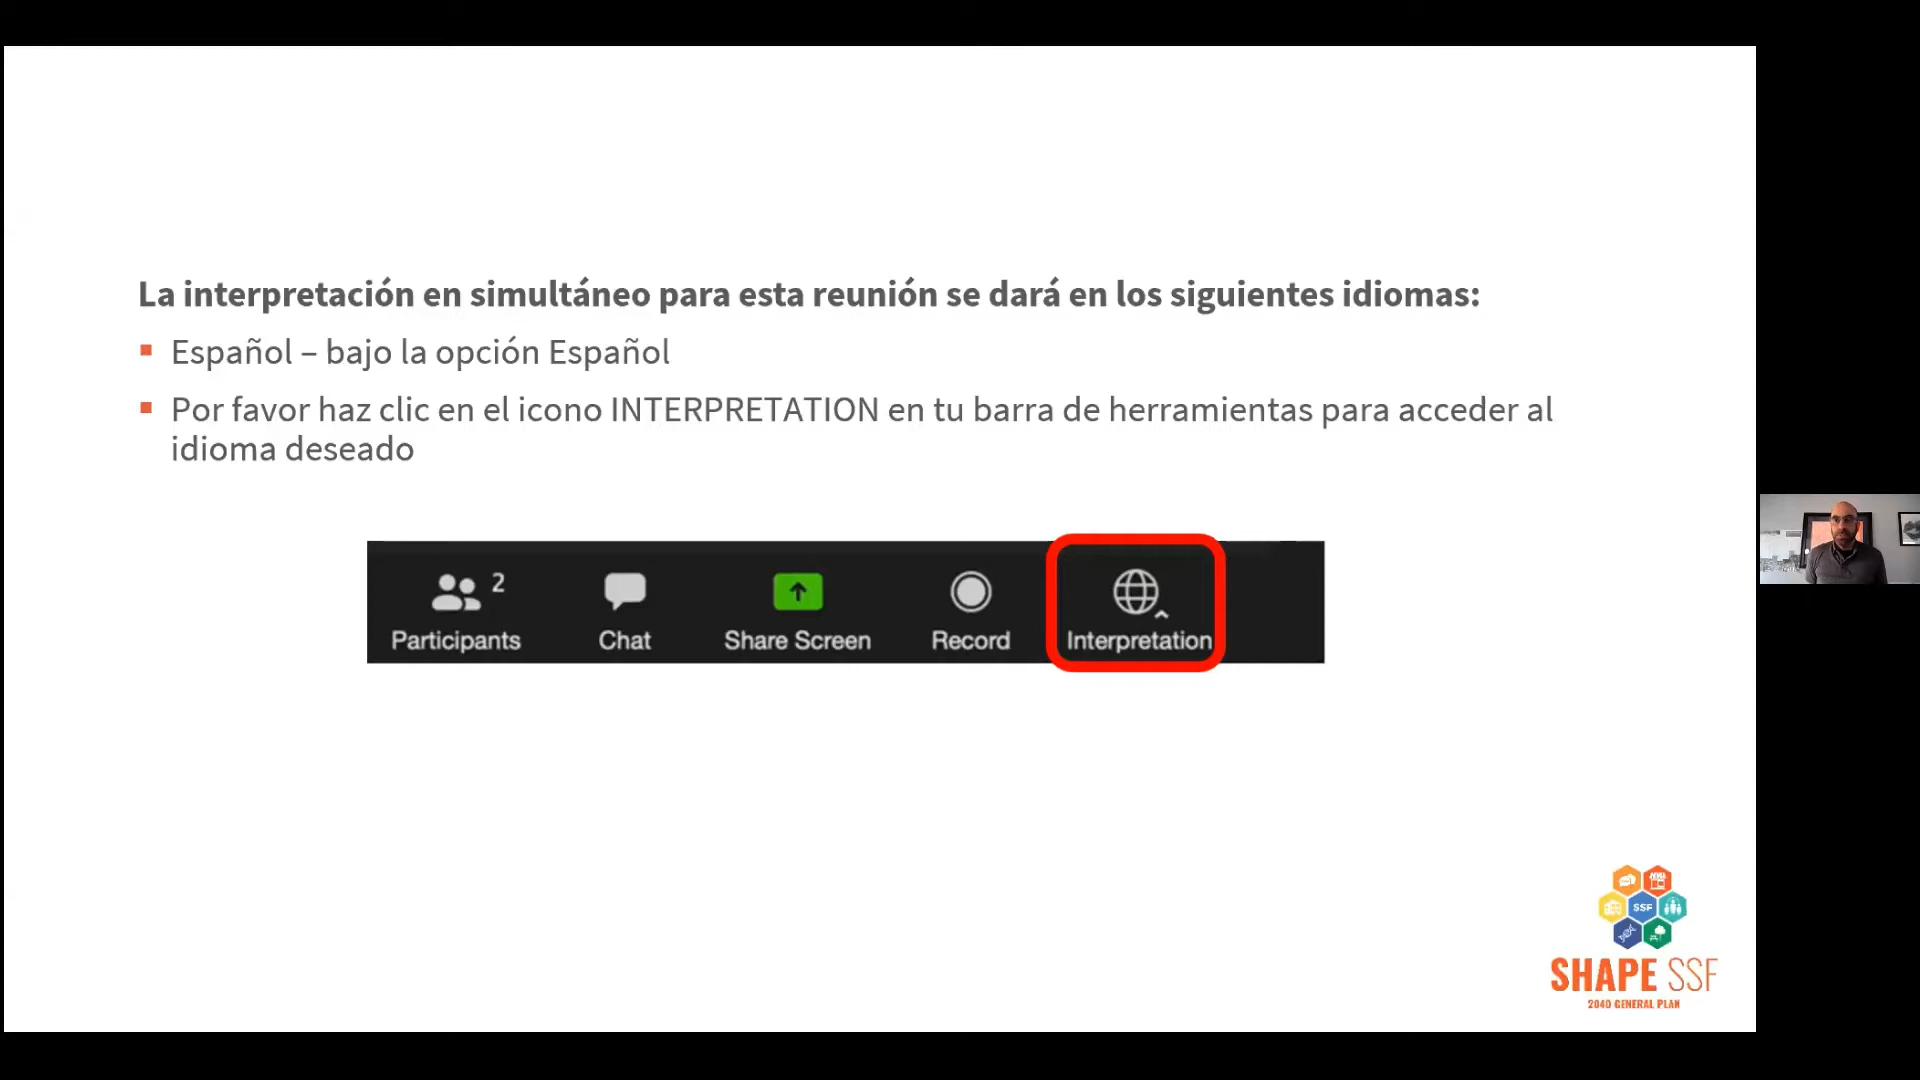 La interpretación en simultáneo para esta reunión se dará en los siguientes idiomas:
Español – bajo la opción Español
Por favor haz clic en el icono INTERPRETATION en tu barra de herramientas para acceder al
idioma deseado
2
Participants
Chat
Share Screen
Record
Interpretation
SSF
SHAPE SSF
2040 GENERAL PLAN